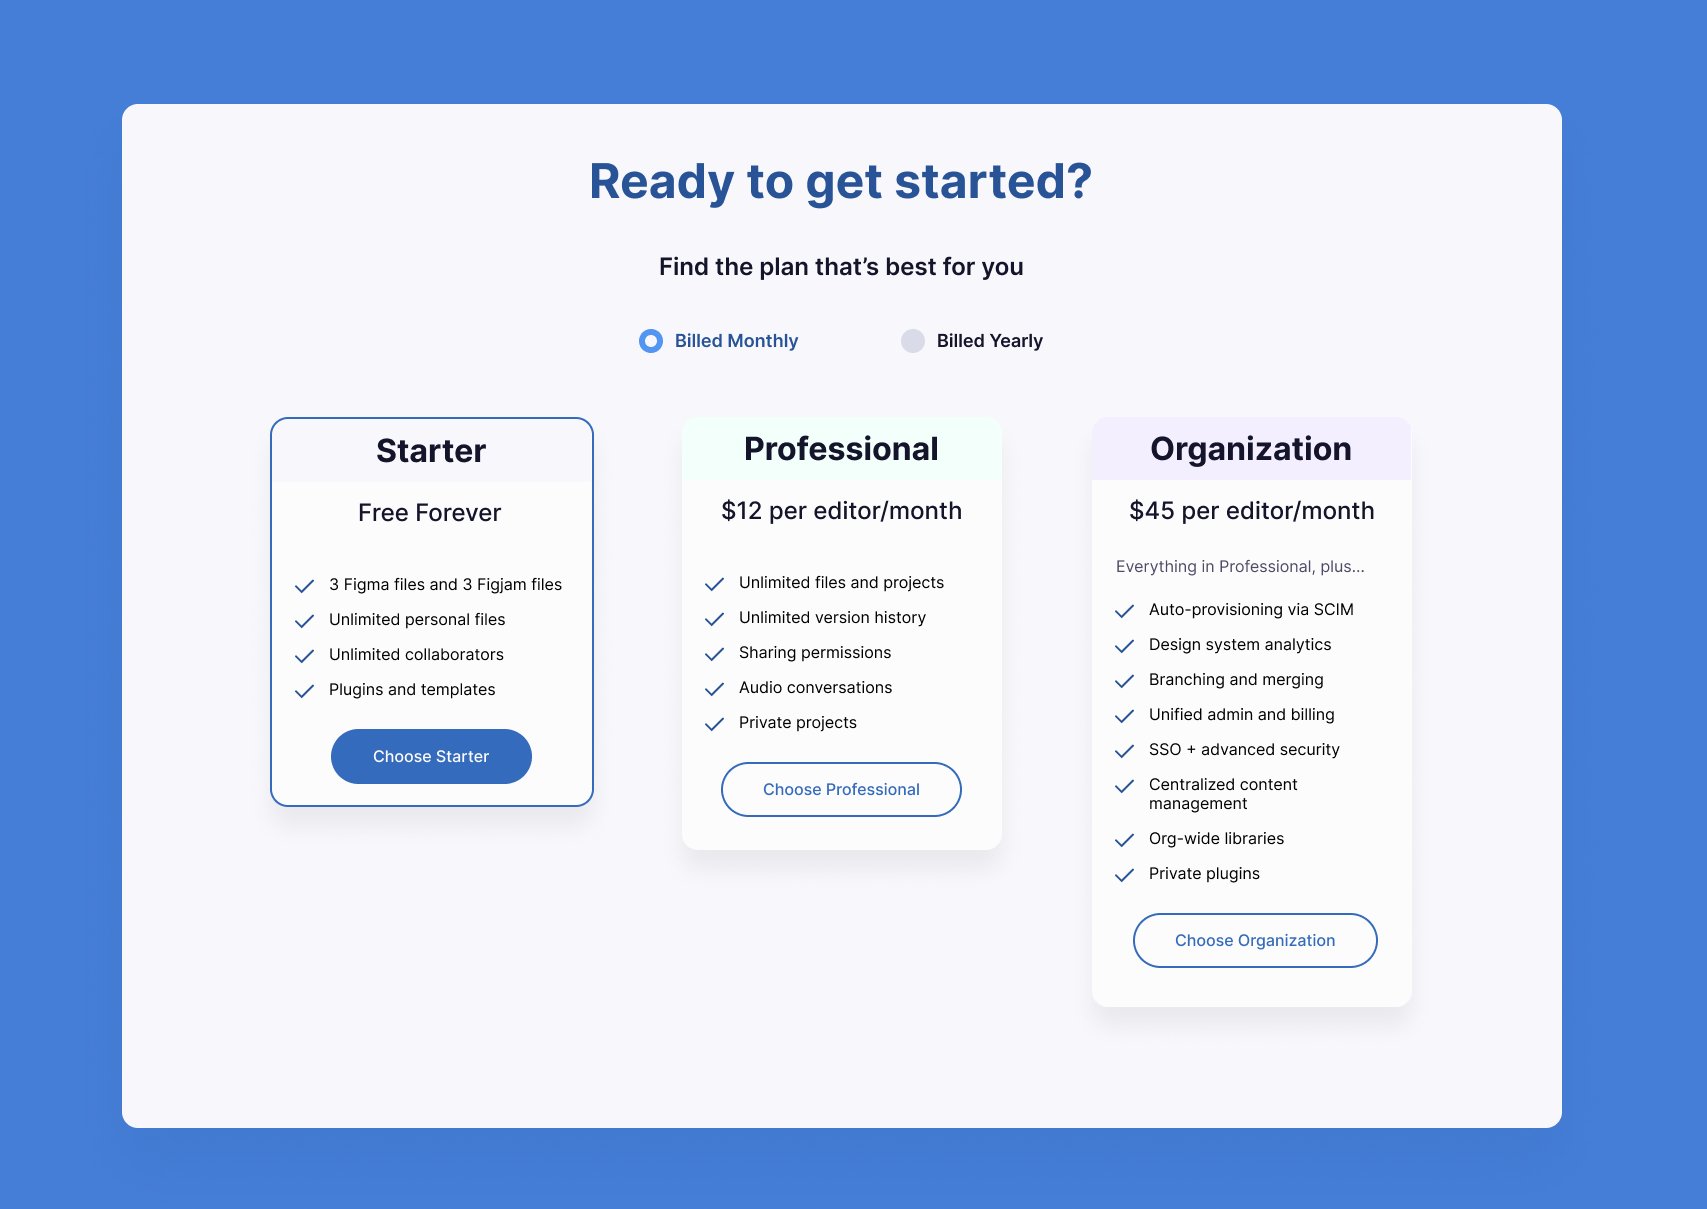 Ready to get started?
Find the plan that’s best for you
Billed Monthly
Billed Yearly
Starter
Free Forever
3 Figma files and 3 Figjam files
Unlimited personal files
Unlimited collaborators
Plugins and templates
Choose Starter
Professional
$12 per editor/month
Unlimited files and projects
Unlimited version history
Sharing permissions
Audio conversations
Private projects
Choose Professional
Organization
$45 per editor/month
Everything in Professional, plus...
Auto-provisioning via SCIM
Design system analytics
Branching and merging
Unified admin and billing
SSO + advanced security
Centralized content
management
Org-wide libraries
Private plugins
Choose Organization